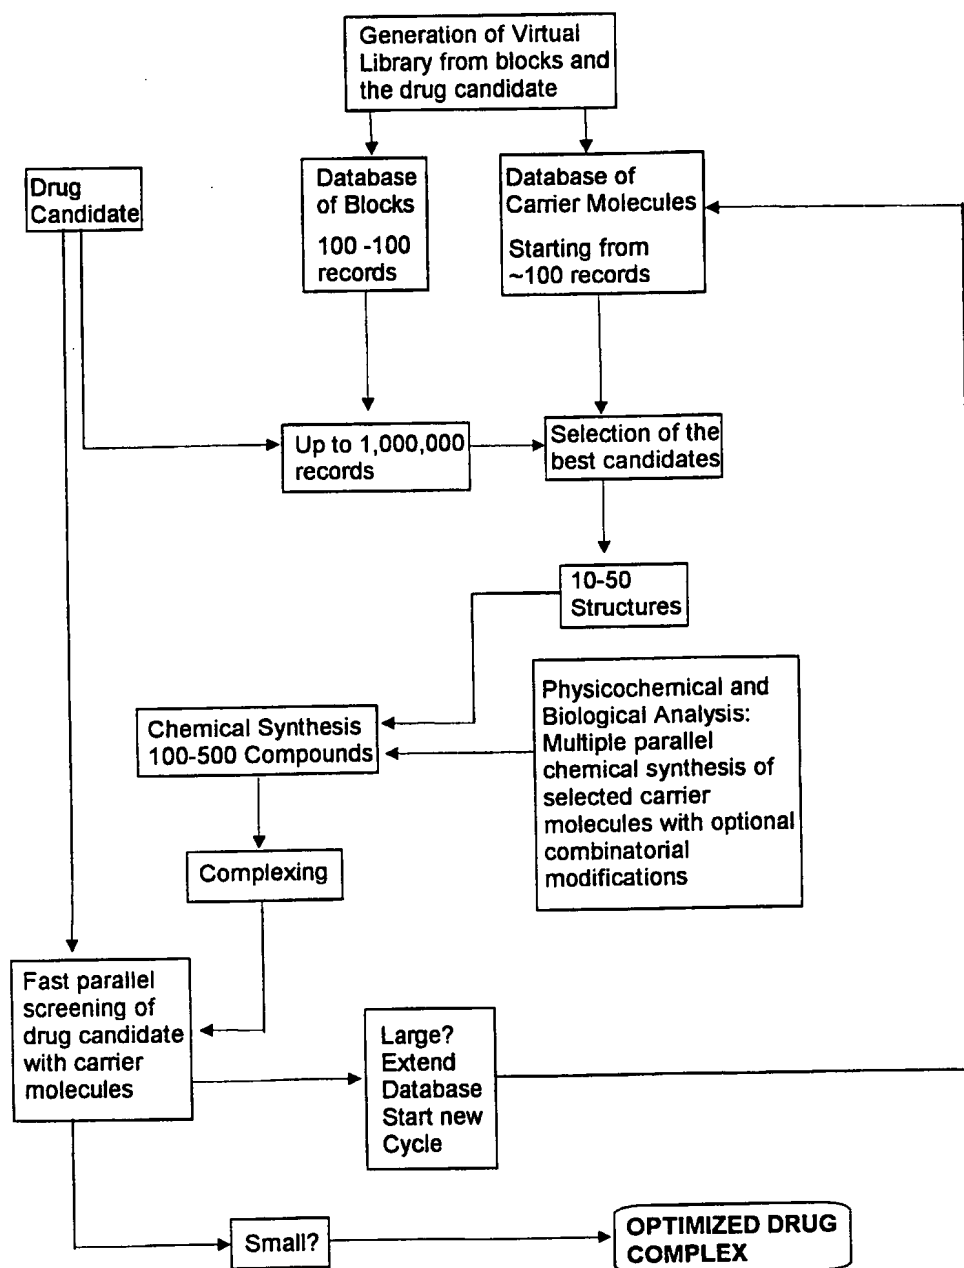 Generation of Virtual
Library from blocks and
the drug candidate
Drug
Candidate
Database
of Blocks
100 -100
records
Database of
Carrier Molecules
Starting from
~100 records
Up to 1,000,000
records
Selection of the
best candidates
10-50
Structures
Chemical Synthesis
100-500 Compounds
Physicochemical and
Biological Analysis:
Multiple parallel
chemical synthesis of
selected carrier
molecules with optional
combinatorial
modifications
Complexing
Fast parallel
screening of
drug candidate
with carrier
molecules
Large?
Extend
Database
Start new
Cycle
Small?
OPTIMIZED DRUG
COMPLEX